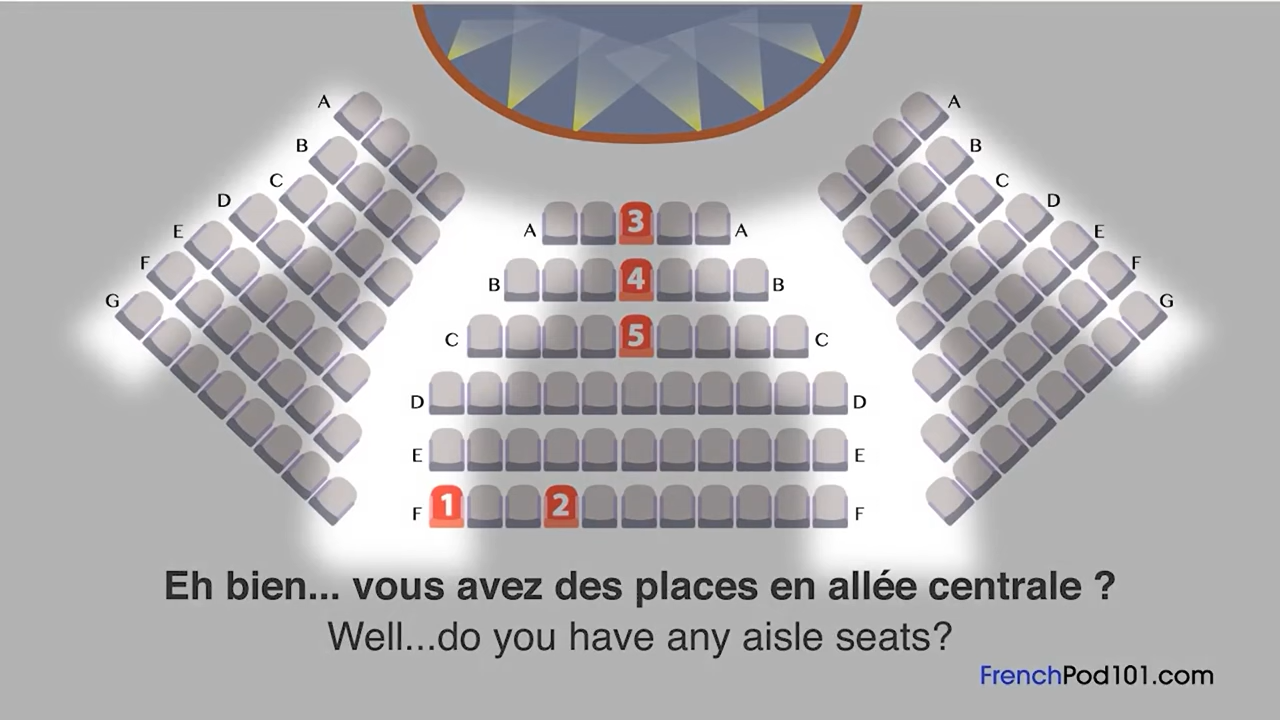 A
A
B
B
C
C
D
D
E
A
3
A
E
F
B
4
B
F
G
G
C
5
C
D
D
E
E
F
1
2
F
Eh bien... vous avez des places en allée centrale ?
Well...do you have any aisle seats?
FrenchPod101.com